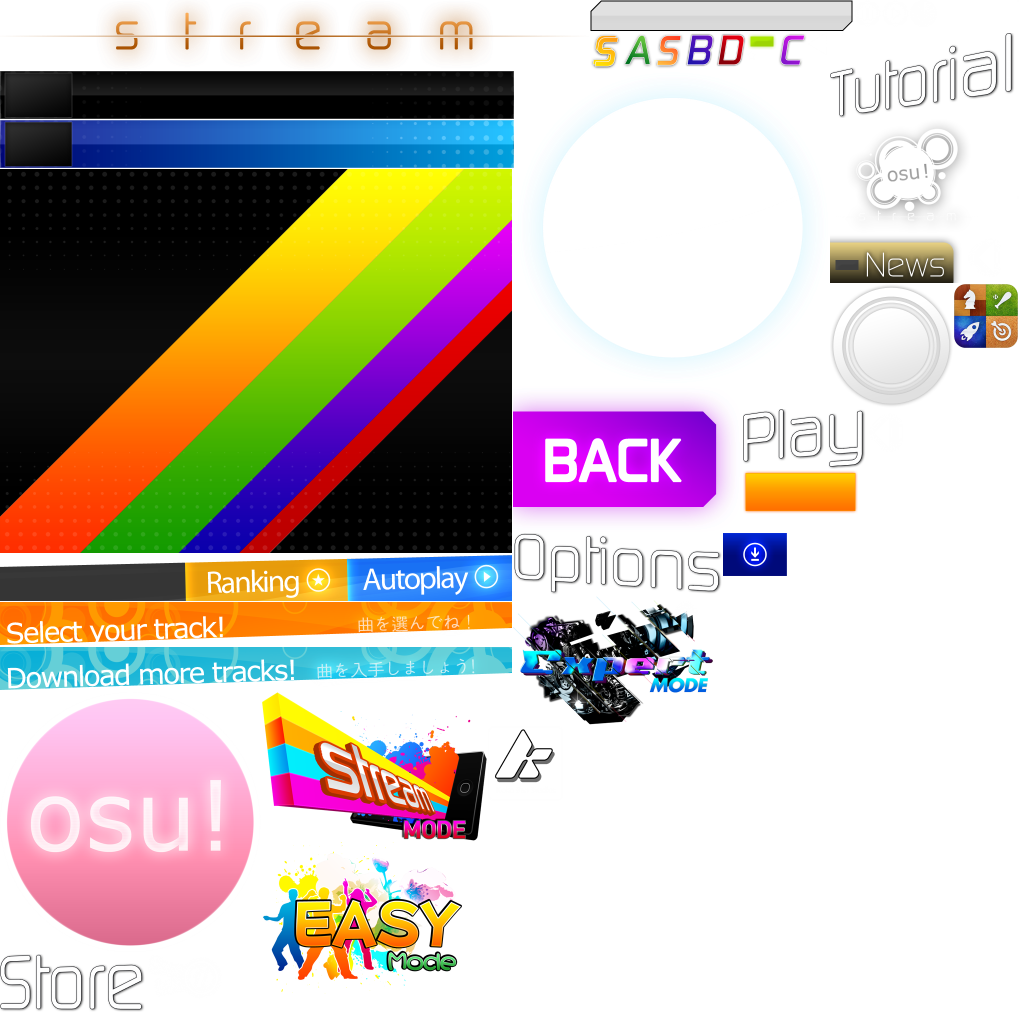 stream
SASBD-C
Tutorial
osu!
News
BACK
Play
Options
Ranking
Autoplay
Select your track!
曲を選んでね!
Download more tracks!
曲を入手しましょう!
Expert
MODE
osu!
stream
MODE
k
EASY
Mode
Store